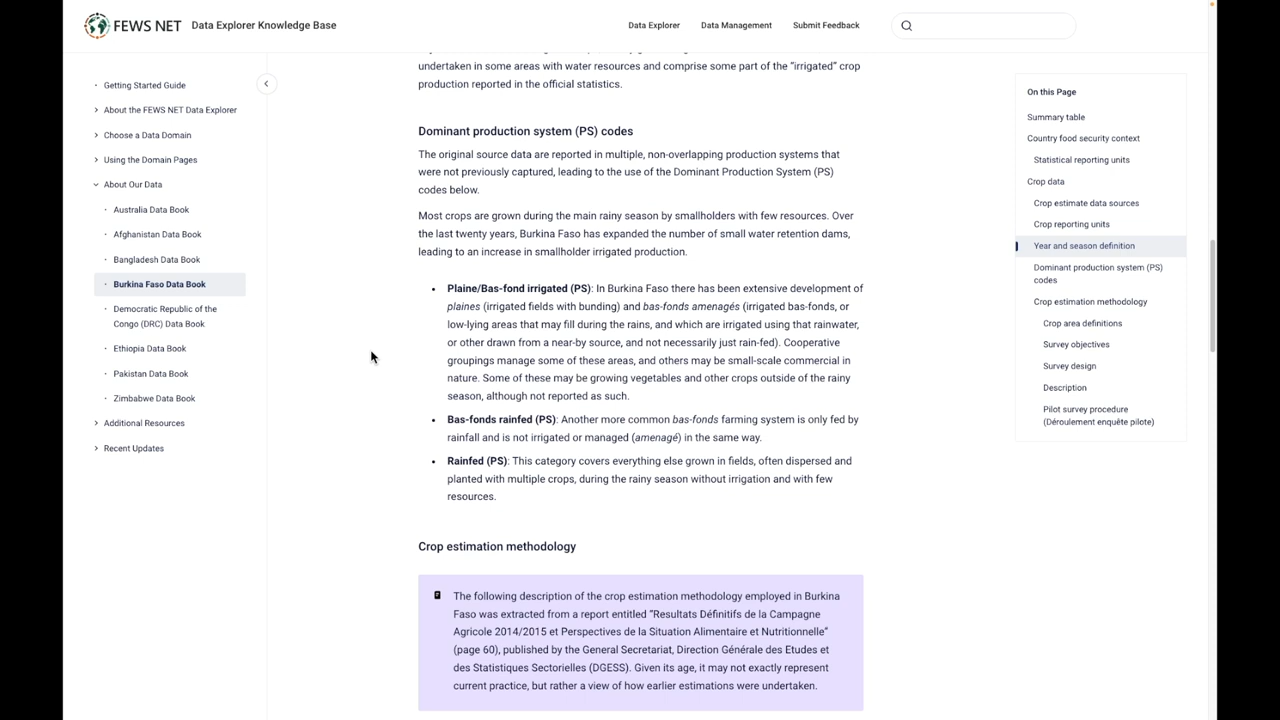 FEWS NET Data Explorer Knowledge Base
Data Explorer
Data Management
Submit Feedback
Getting Started Guide
About the FEWS NET Data Explorer
Choose a Data Domain
Using the Domain Pages
About Our Data
Australia Data Book
Afghanistan Data Book
Bangladesh Data Book
Burkina Faso Data Book
Democratic Republic of the
Congo (DRC) Data Book
Ethiopia Data Book
Pakistan Data Book
Zimbabwe Data Book
Additional Resources
Recent Updates
undertaken in some areas with water resources and comprise some part of the “irrigated” crop
production reported in the official statistics.
Dominant production system (PS) codes
The original source data are reported in multiple, non-overlapping production systems that
were not previously captured, leading to the use of the Dominant Production System (PS)
codes below.
Most crops are grown during the main rainy season by smallholders with few resources. Over
the last twenty years, Burkina Faso has expanded the number of small water retention dams,
leading to an increase in smallholder irrigated production.
• Plaine/Bas-fond irrigated (PS): In Burkina Faso there has been extensive development of
plaines (irrigated fields with bunding) and bas-fonds amenagés (irrigated bas-fonds, or
low-lying areas that may fill during the rains, and which are irrigated using that rainwater,
or other drawn from a near-by source, and not necessarily just rain-fed). Cooperative
groupings manage some of these areas, and others may be small-scale commercial in
nature. Some of these may be growing vegetables and other crops outside of the rainy
season, although not reported as such.
• Bas-fonds rainfed (PS): Another more common bas-fonds farming system is only fed by
rainfall and is not irrigated or managed (amenagé) in the same way.
• Rainfed (PS): This category covers everything else grown in fields, often dispersed and
planted with multiple crops, during the rainy season without irrigation and with few
resources.
Crop estimation methodology
The following description of the crop estimation methodology employed in Burkina
Faso was extracted from a report entitled “Resultats Définitifs de la Campagne
Agricole 2014/2015 et Perspectives de la Situation Alimentaire et Nutritionnelle”
(page 60), published by the General Secretariat, Direction Générale des Etudes et
des Statistiques Sectorielles (DGESS). Given its age, it may not exactly represent
current practice, but rather a view of how earlier estimations were undertaken.
On this Page
Summary table
Country food security context
Statistical reporting units
Crop data
Crop estimate data sources
Crop reporting units
Year and season definition
Dominant production system (PS)
codes
Crop estimation methodology
Crop area definitions
Survey objectives
Survey design
Description
Pilot survey procedure
(Déroulement enquête pilote)